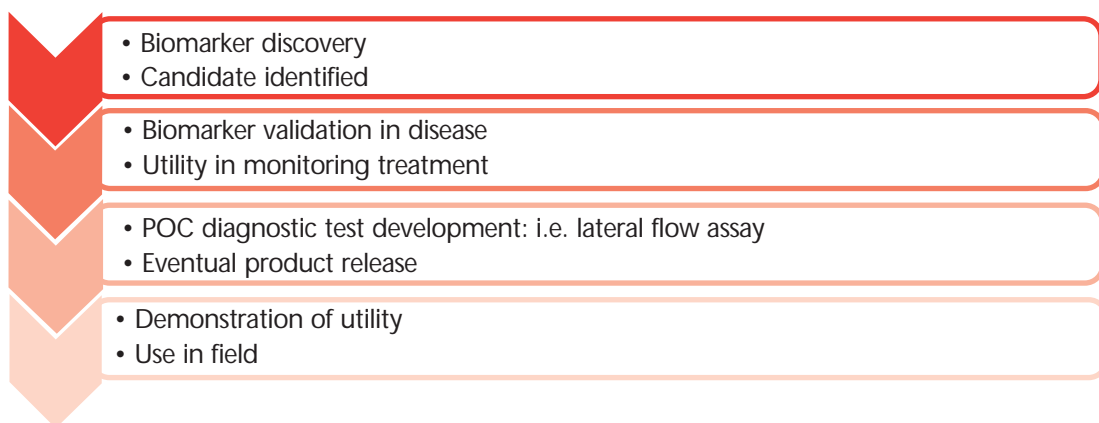 • Biomarker discovery
• Candidate identified
• Biomarker validation in disease
• Utility in monitoring treatment
• POC diagnostic test development: i.e. lateral flow assay
• Eventual product release
• Demonstration of utility
• Use in field